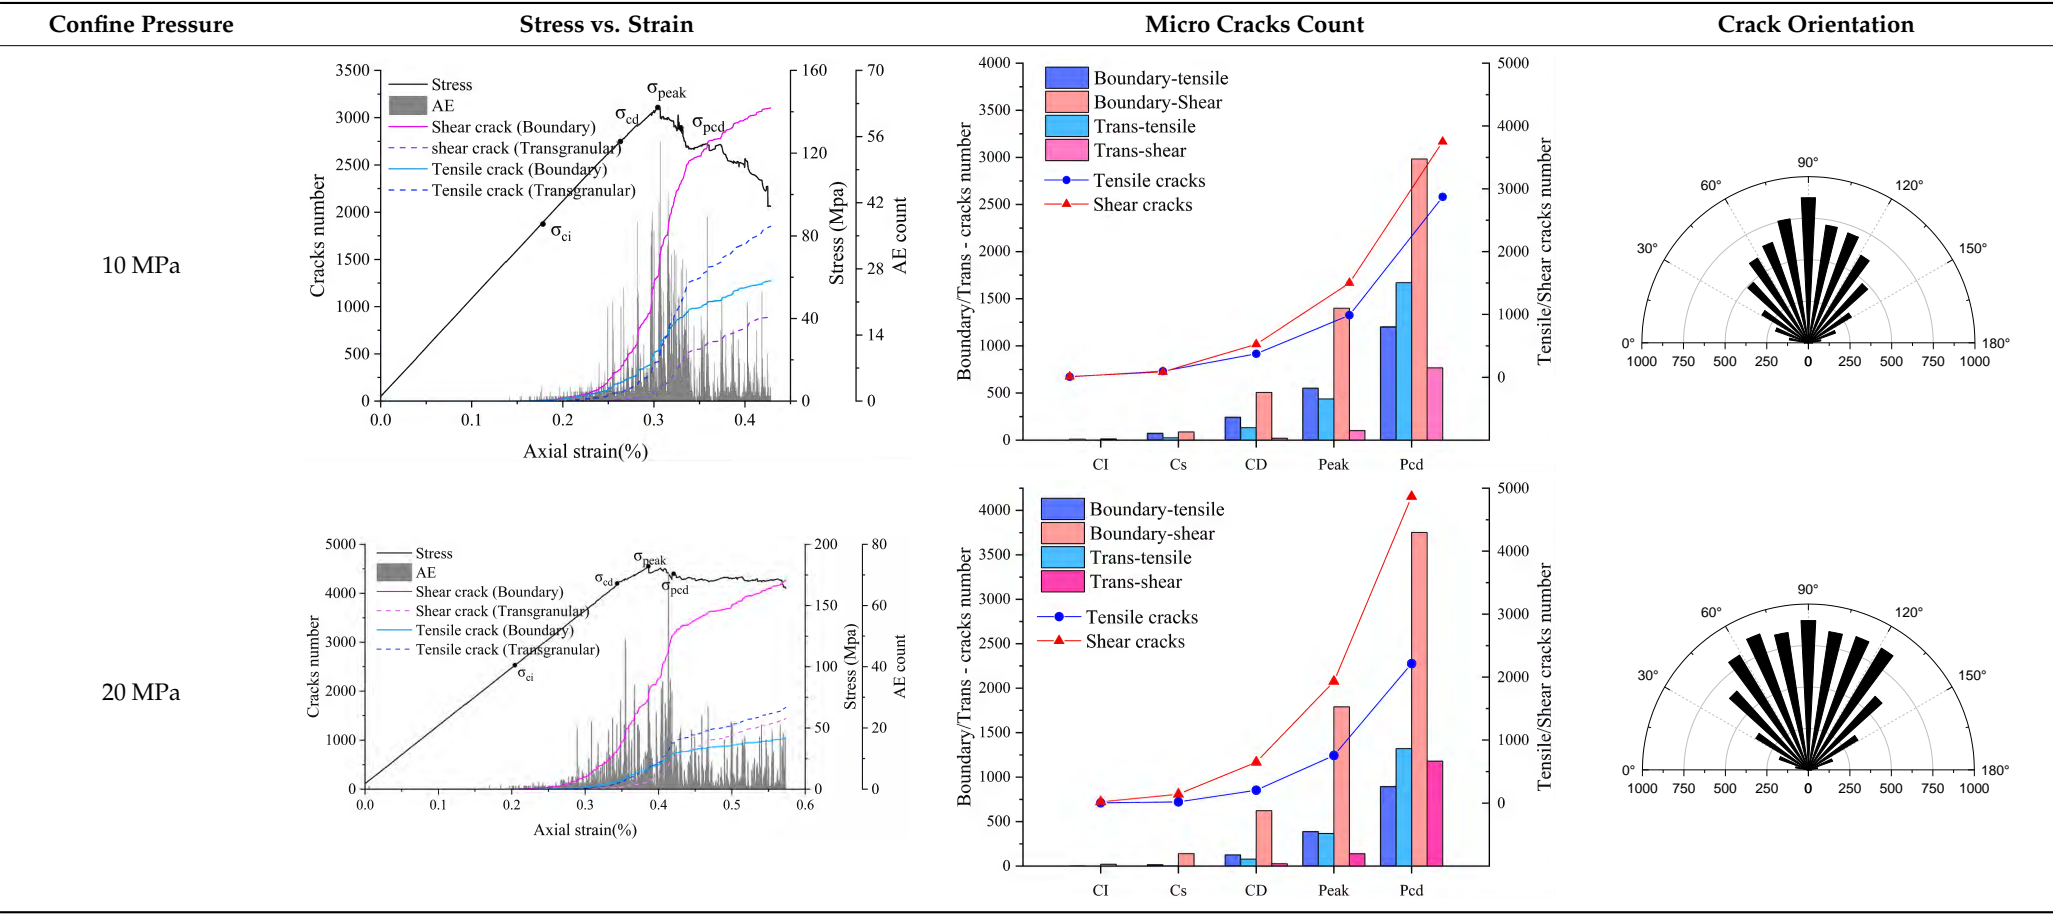 Confine Pressure
Stress vs. Strain
Micro Cracks Count
Crack Orientation
10 MPa
3500
3000
2500
2000
1500
1000
500
0
Cracks number
0.0
0.1
0.2
0.3
0.4
Axial strain(%)
Stress
AE
Shear crack (Boundary)
shear crack (Transgranular)
Tensile crack (Boundary)
Tensile crack (Transgranular)
σci
σcd
σpeak
σpcd
160
120
80
40
0
Stress (Mpa)
70
56
42
28
14
0
AE count
4000
3500
3000
2500
2000
1500
1000
500
0
Boundary/Trans - cracks number
Boundary-tensile
Boundary-Shear
Trans-tensile
Trans-shear
Tensile cracks
Shear cracks
CI
Cs
CD
Peak
Pcd
5000
4000
3000
2000
1000
0
Tensile/Shear cracks number
0°
30°
60°
90°
120°
150°
180°
1000 750 500 250 0 250 500 750 1000
20 MPa
5000
4000
3000
2000
1000
0
Cracks number
0.0
0.1
0.2
0.3
0.4
0.5
0.6
Axial strain(%)
Stress
AE
Shear crack (Boundary)
Shear crack (Transgranular)
Tensile crack (Boundary)
Tensile crack (Transgranular)
σci
σcd
σpeak
σpcd
200
150
100
50
0
Stress (Mpa)
80
60
40
20
0
AE count
4000
3500
3000
2500
2000
1500
1000
500
0
Boundary/Trans - cracks number
Boundary-tensile
Boundary-shear
Trans-tensile
Trans-shear
Tensile cracks
Shear cracks
CI
Cs
CD
Peak
Pcd
5000
4000
3000
2000
1000
0
Tensile/Shear cracks number
0°
30°
60°
90°
120°
150°
180°
1000 750 500 250 0 250 500 750 1000